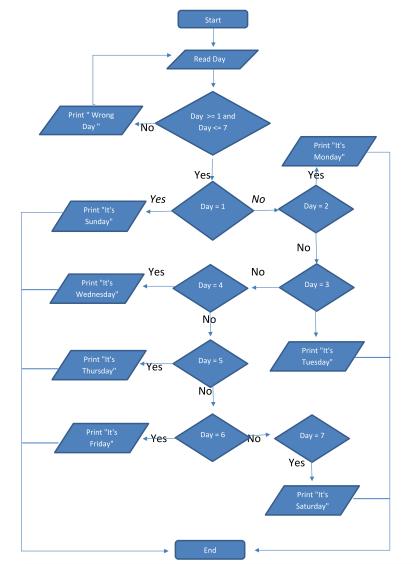 Start
Read Day
Day >= 1 and
Day <= 7
No
Print " Wrong
Day "
Yes
Print "It's
Monday"
Yes
Day = 1
Yes
No
Day = 2
Print "It's
Sunday"
No
Day = 3
No
Day = 4
Yes
Print "It's
Wednesday"
No
Print "It's
Tuesday"
Day = 5
Yes
Print "It's
Thursday"
No
Day = 6
Yes
Print "It's
Friday"
No
Day = 7
Yes
Print "It's
Saturday"
End